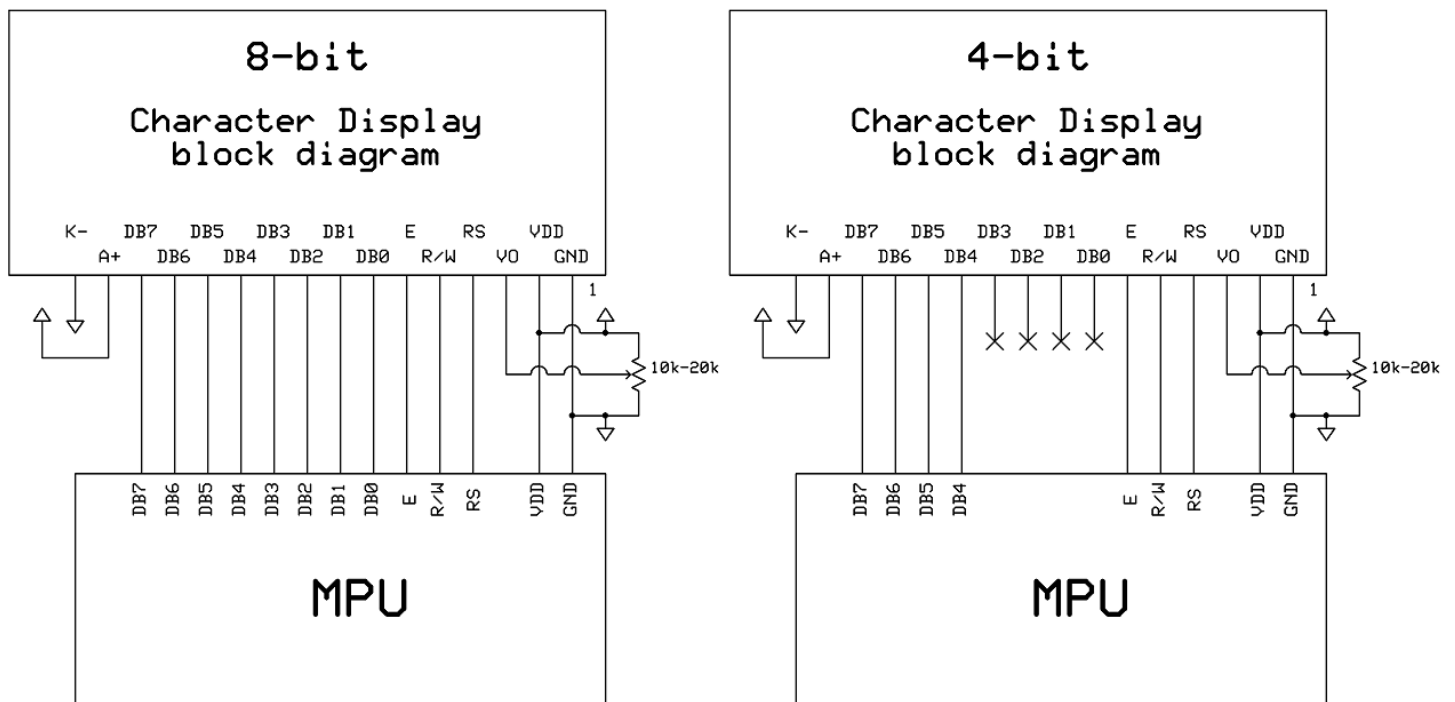 8-bit
Character Display
block diagram
K- DB7 DB5 DB3 DB1 E RS VDD
A+ DB6 DB4 DB2 DB0 R/W VO GND
1
10k-20k
DB7 DB6 DB5 DB4 DB3 DB2 DB1 DB0 E R/W RS VDD GND
MPU
4-bit
Character Display
block diagram
K- DB7 DB5 DB3 DB1 E RS VDD
A+ DB6 DB4 DB2 DB0 R/W VO GND
1
10k-20k
DB7 DB6 DB5 DB4 E R/W RS VDD GND
MPU